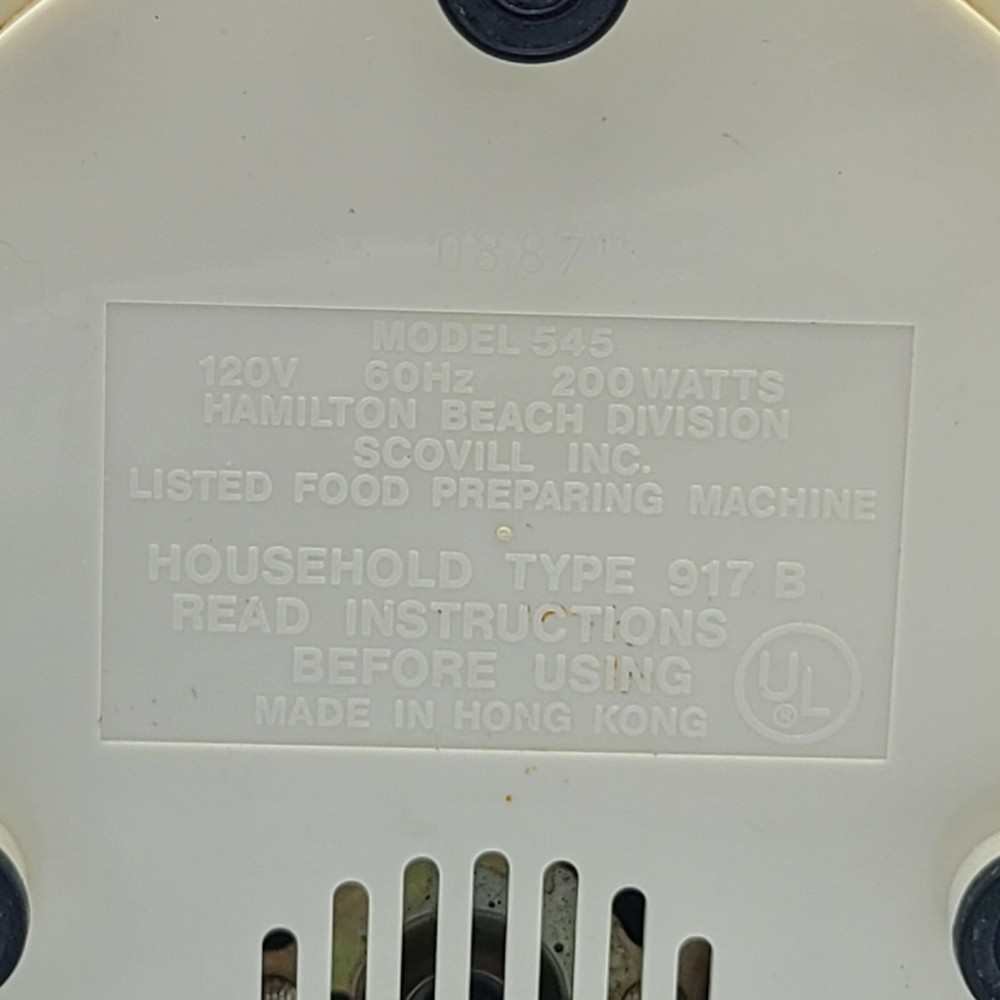 MODEL 545
120V 60Hz 200 WATTS
HAMILTON BEACH DIVISION
SCOVILL INC.
LISTED FOOD PREPARING MACHINE
HOUSEHOLD TYPE 917 B
READ INSTRUCTIONS
BEFORE USING
MADE IN HONG KONG
UL
®